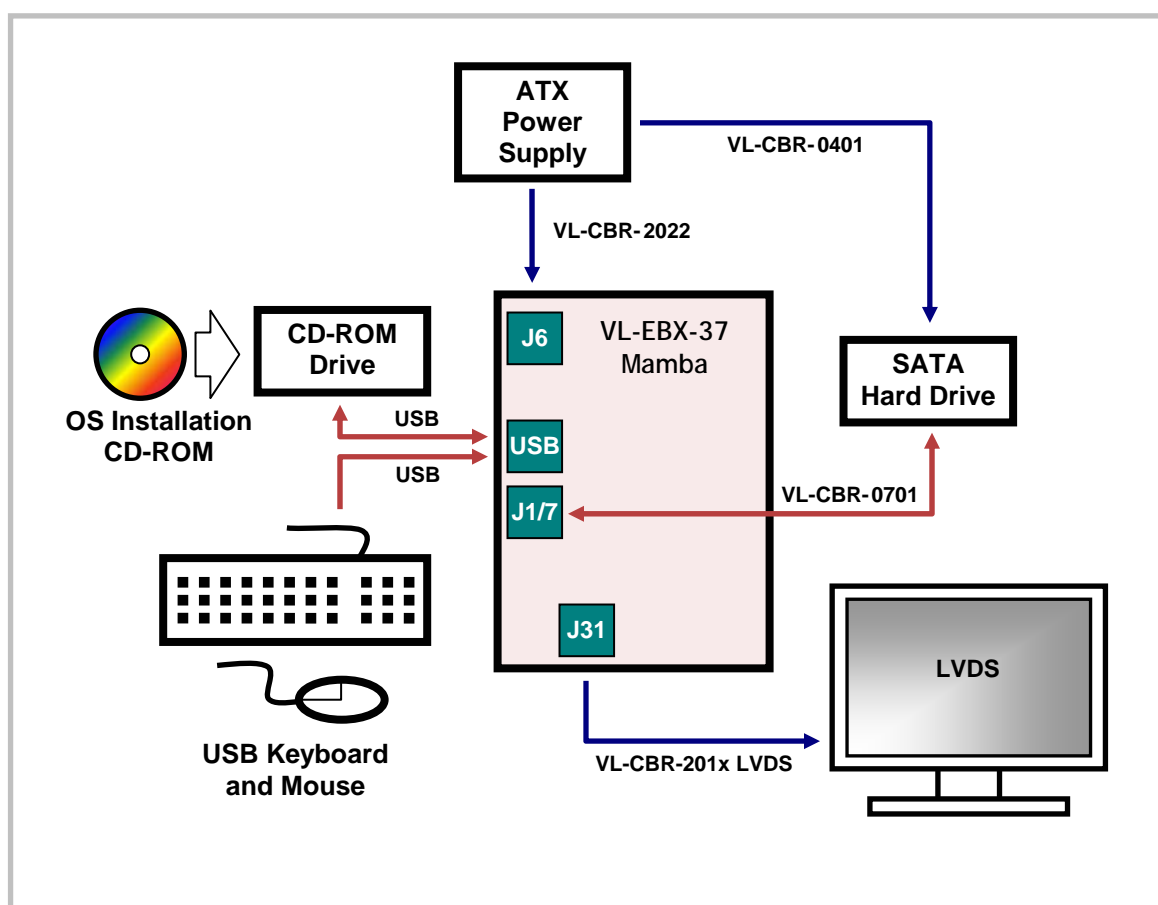 ATX
Power
Supply
VL-CBR-0401
VL-CBR-2022
VL-EBX-37
Mamba
J6
CD-ROM
Drive
SATA
Hard Drive
OS Installation
CD-ROM
USB
USB
USB
J1/7
VL-CBR-0701
J31
LVDS
USB Keyboard
and Mouse
VL-CBR-201x LVDS